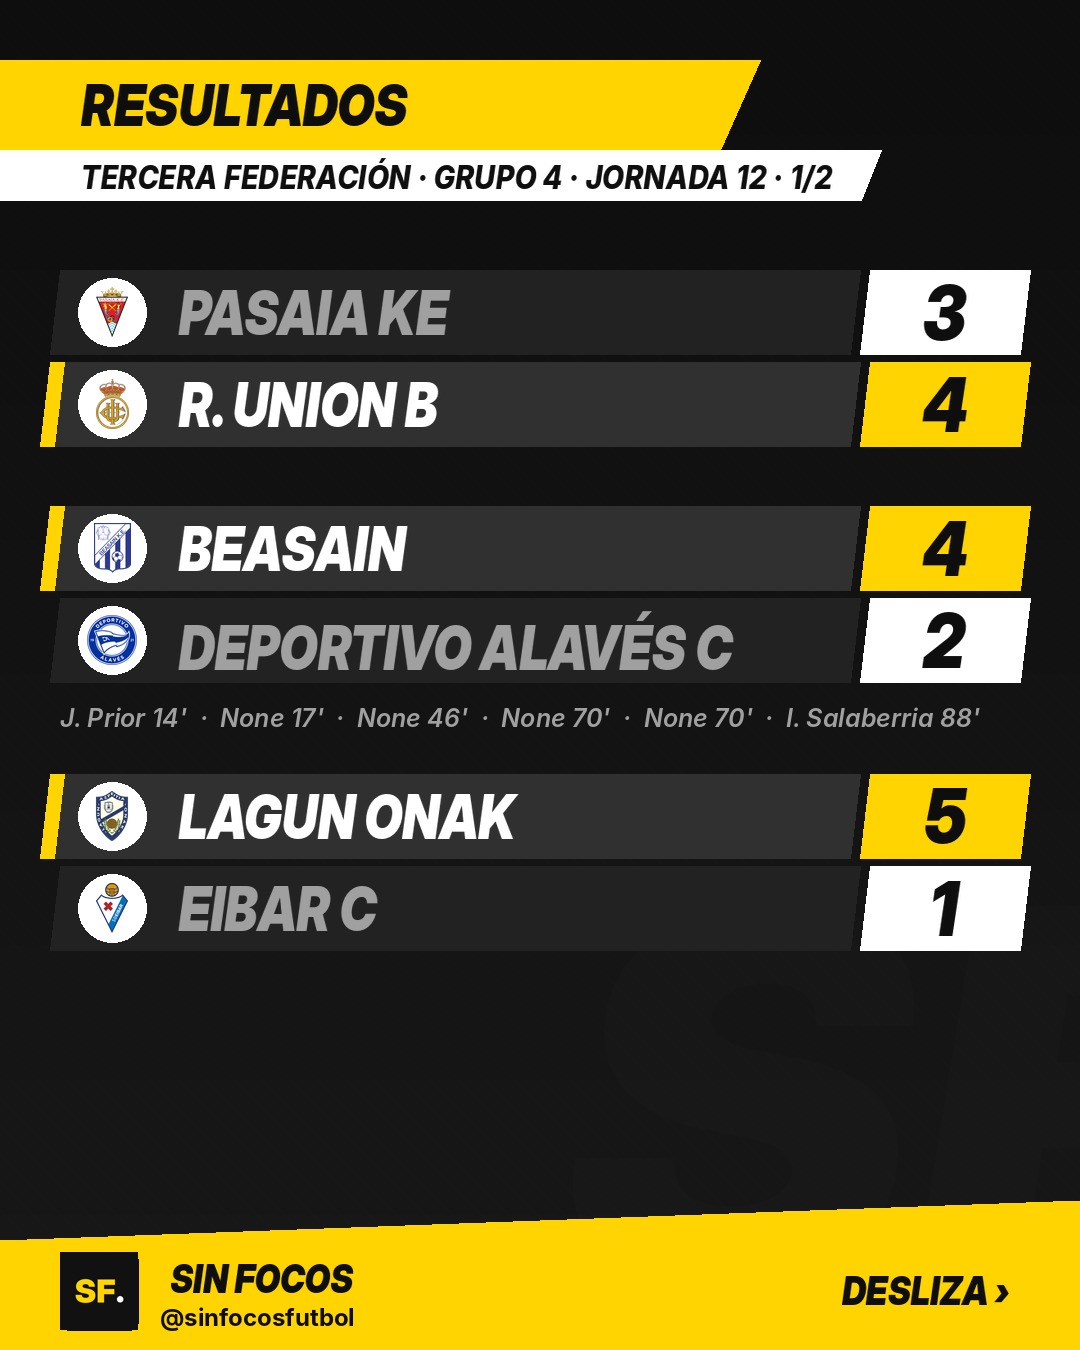 RESULTADOS
TERCERA FEDERACIÓN · GRUPO 4 · JORNADA 12 · 1/2
PASAIA KE 3
R. UNION B 4
BEASAIN 4
DEPORTIVO ALAVÉS C 2
J. Prior 14' · None 17' · None 46' · None 70' · None 70' · I. Salaberria 88'
LAGUN ONAK 5
EIBAR C 1
SF.
SIN FOCOS
@sinfocosfutbol
DESLIZA ›